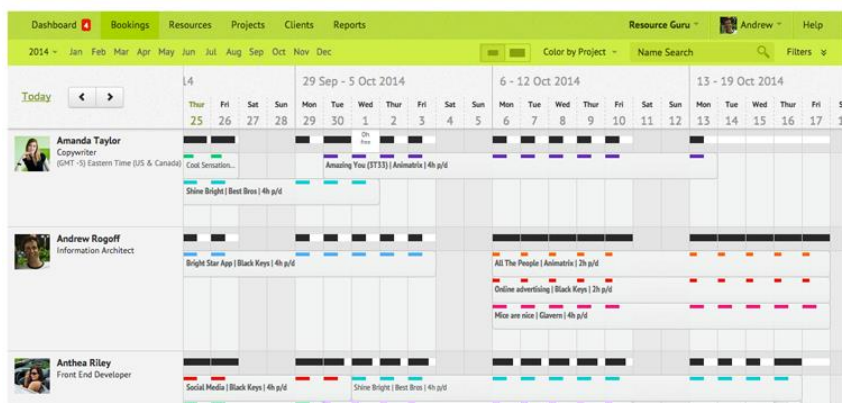 Dashboard 4 Bookings Resources Projects Clients Reports Resource Guru Andrew Help
2014 Jan Feb Mar Apr May Jun Jul Aug Sep Oct Nov Dec Color by Project Name Search Filters
14 29 Sep - 5 Oct 2014 6 - 12 Oct 2014 13 - 19 Oct 2014
Today
Thur Fri Sat Sun Mon Tue Wed Thur Fri Sat Sun Mon Tue Wed Thur Fri Sat Sun Mon Tue Wed Thur Fri
25 26 27 28 29 30 1 2 3 4 5 6 7 8 9 10 11 12 13 14 15 16 17
Amanda Taylor
Copywriter
(GMT -5) Eastern Time (US & Canada)
0h
free
Cool Sensation... Amazing You (ST33) | Animatrix | 4h p/d
Shine Bright | Best Bros | 4h p/d
Andrew Rogoff
Information Architect
Bright Star App | Black Keys | 4h p/d All The People | Animatrix | 2h p/d
Online advertising | Black Keys | 2h p/d
Mice are nice | Giavern | 4h p/d
Anthea Riley
Front End Developer
Social Media | Black Keys | 4h p/d Shine Bright | Best Bros | 4h p/d